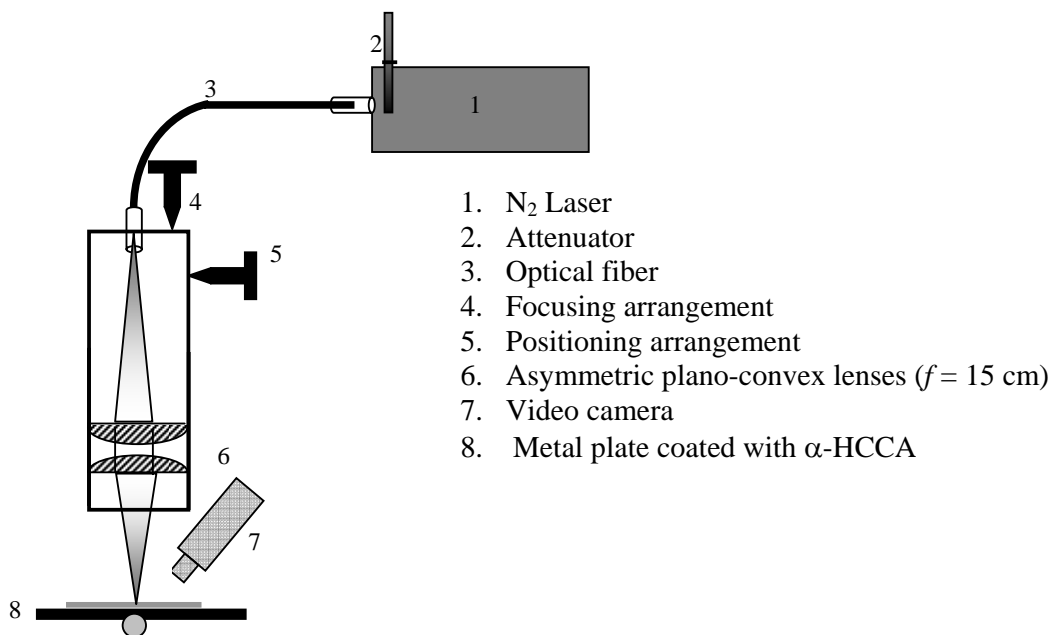 2
3
1
4
5
6
7
8
1. N₂ Laser
2. Attenuator
3. Optical fiber
4. Focusing arrangement
5. Positioning arrangement
6. Asymmetric plano-convex lenses (f = 15 cm)
7. Video camera
8. Metal plate coated with α-HCCA